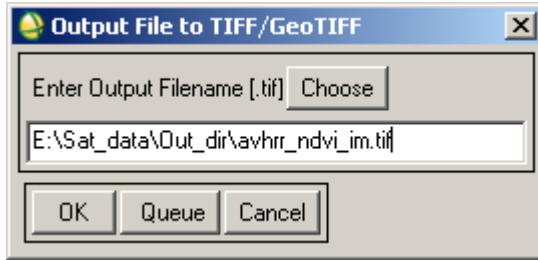 Output File to TIFF/GeoTIFF
Enter Output Filename [.tif] Choose
E:\Sat_data\Out_dir\avhrr_ndvi_im.tif
OK Queue Cancel